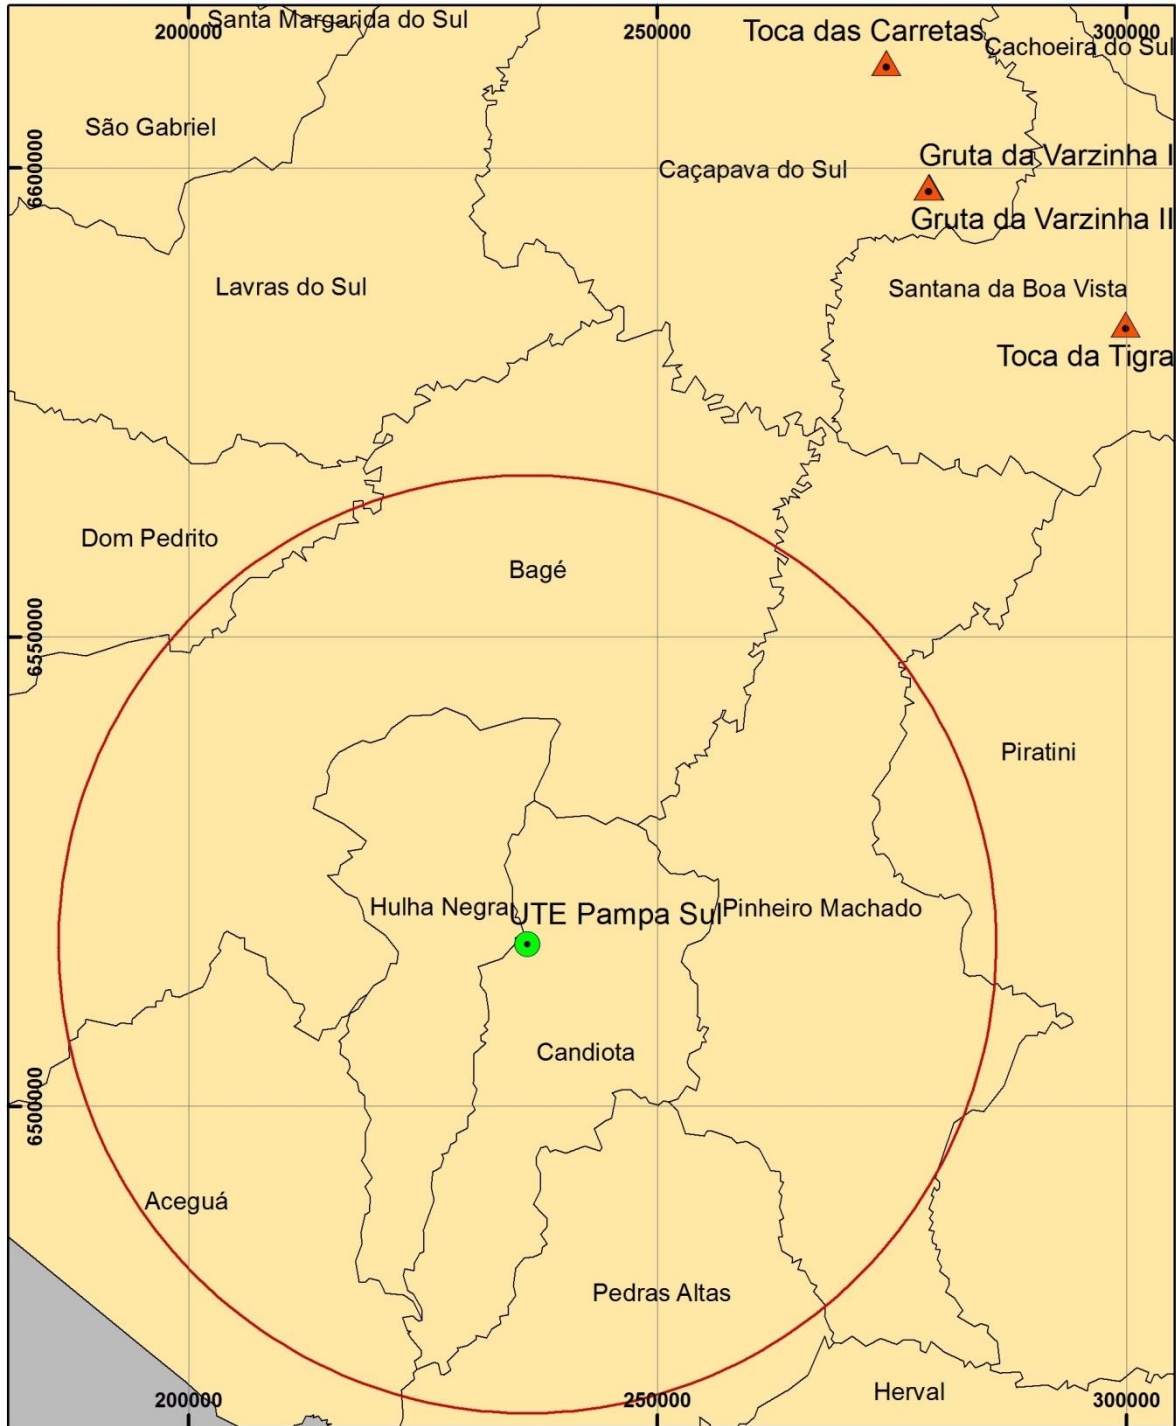 200000
250000
300000
Santa Margarida do Sul
Toca das Carretas
Cachoeira do Sul
São Gabriel
6600000
Caçapava do Sul
Gruta da Varzinha I
Gruta da Varzinha II
Lavras do Sul
Santana da Boa Vista
Toca da Tigra
Dom Pedrito
Bagé
6550000
Piratini
Hulha Negra
UTE Pampa Sul
Pinheiro Machado
Candiota
6500000
Aceguá
Pedras Altas
Herval
200000
250000
300000